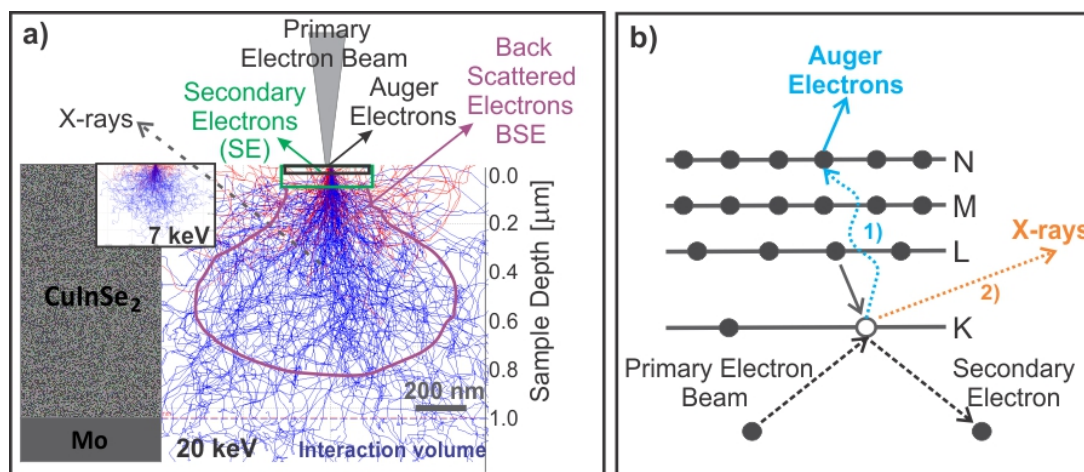 a)
Primary
Electron Beam
X-rays
Secondary
Electrons
(SE)
Auger
Electrons
Back
Scattered
Electrons
BSE
7 keV
CuInSe₂
Mo
20 keV
Interaction volume
200 nm
0.0
0.2
0.4
0.6
0.8
1.0
Sample Depth [µm]
b)
Auger
Electrons
N
M
1)
L
X-rays
2)
K
Primary Electron
Beam
Secondary
Electron